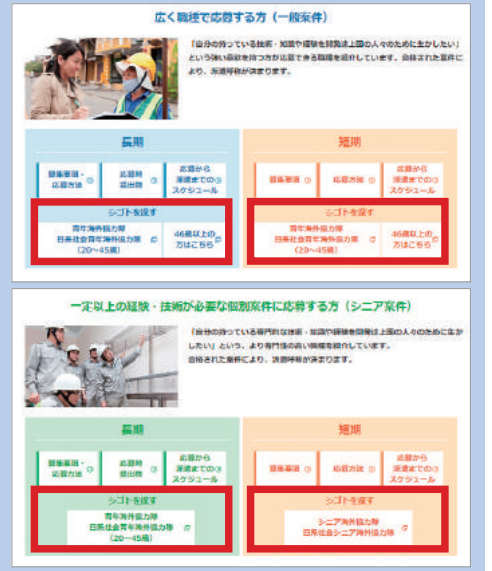 広く職種で応募する方（一般案件）
「自分の持っている技術・知識や経験を開発途上国の人々のために生かしたい」
という強い意欲を持つ方が応募できる職種を紹介しています。合格された案件に
より、派遣呼称が決まります。
長期
募集要項・
応募方法
応募時
提出物
応募から
派遣までの
スケジュール
シゴトを探す
青年海外協力隊
日系社会青年海外協力隊
（20～45歳）
46歳以上の
方はこちら
短期
募集要項
応募方法
応募から
派遣までの
スケジュール
シゴトを探す
青年海外協力隊
日系社会青年海外協力隊
（20～45歳）
46歳以上の
方はこちら
一定以上の経験・技術が必要な個別案件に応募する方（シニア案件）
「自分の持っている専門的な技術・知識や経験を開発途上国の人々のために生か
したい」という、より専門性の高い職種を紹介しています。
合格された案件により、派遣呼称が決まります。
長期
募集要項・
応募方法
応募時
提出物
応募から
派遣までの
スケジュール
シゴトを探す
青年海外協力隊
日系社会青年海外協力隊
（20～45歳）
短期
募集要項
応募方法
応募から
派遣までの
スケジュール
シゴトを探す
シニア海外協力隊
日系社会シニア海外協力隊